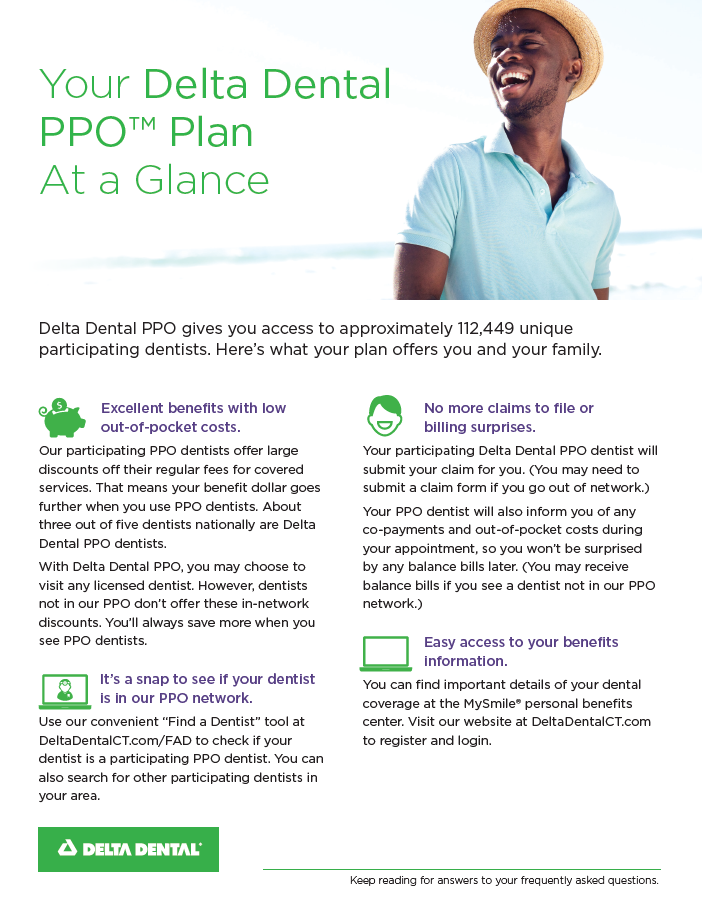 Your Delta Dental
PPO™ Plan
At a Glance
Delta Dental PPO gives you access to approximately 112,449 unique
participating dentists. Here’s what your plan offers you and your family.
Excellent benefits with low
out-of-pocket costs.
Our participating PPO dentists offer large
discounts off their regular fees for covered
services. That means your benefit dollar goes
further when you use PPO dentists. About
three out of five dentists nationally are Delta
Dental PPO dentists.
With Delta Dental PPO, you may choose to
visit any licensed dentist. However, dentists
not in our PPO don’t offer these in-network
discounts. You’ll always save more when you
see PPO dentists.
It’s a snap to see if your dentist
is in our PPO network.
Use our convenient “Find a Dentist” tool at
DeltaDentalCT.com/FAD to check if your
dentist is a participating PPO dentist. You can
also search for other participating dentists in
your area.
No more claims to file or
billing surprises.
Your participating Delta Dental PPO dentist will
submit your claim for you. (You may need to
submit a claim form if you go out of network.)
Your PPO dentist will also inform you of any
co-payments and out-of-pocket costs during
your appointment, so you won’t be surprised
by any balance bills later. (You may receive
balance bills if you see a dentist not in our PPO
network.)
Easy access to your benefits
information.
You can find important details of your dental
coverage at the MySmile® personal benefits
center. Visit our website at DeltaDentalCT.com
to register and login.
DELTA DENTAL®
Keep reading for answers to your frequently asked questions.